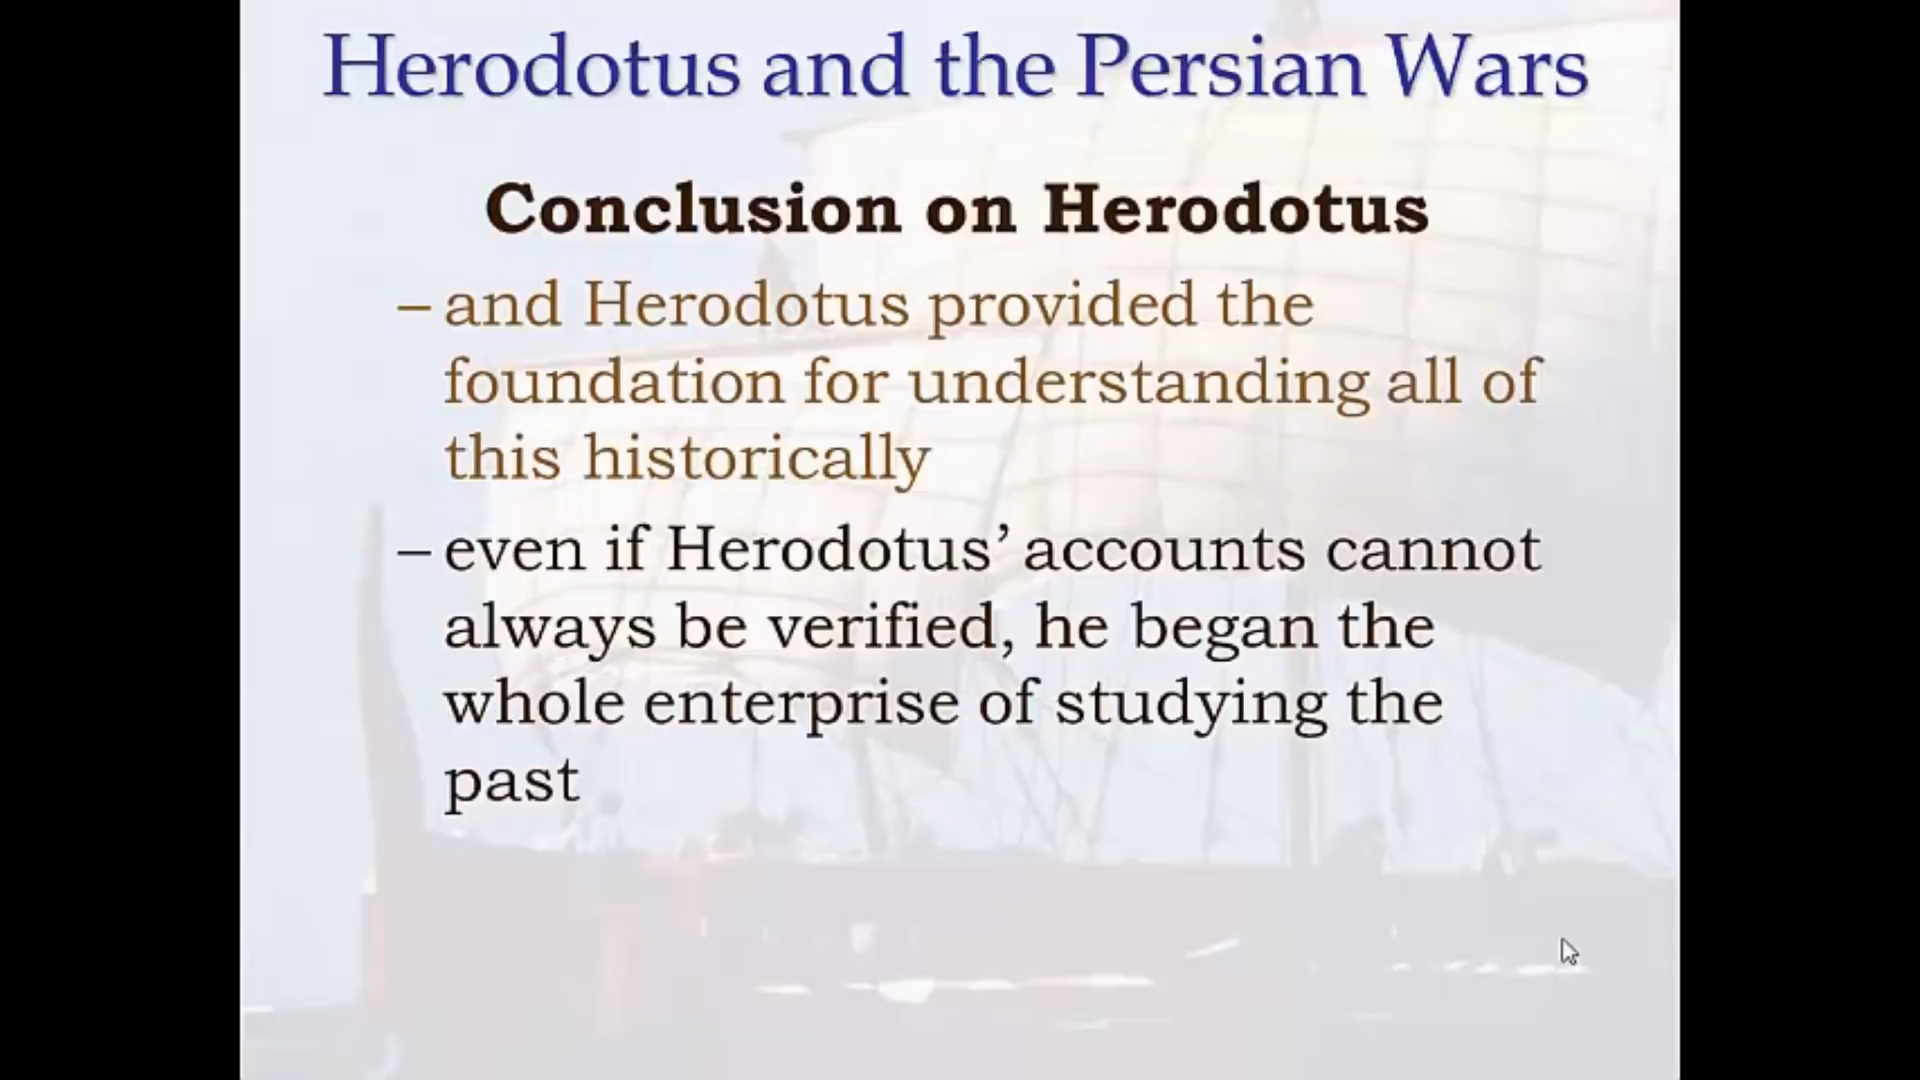 Herodotus and the Persian Wars
Conclusion on Herodotus
– and Herodotus provided the
foundation for understanding all of
this historically
– even if Herodotus’ accounts cannot
always be verified, he began the
whole enterprise of studying the
past